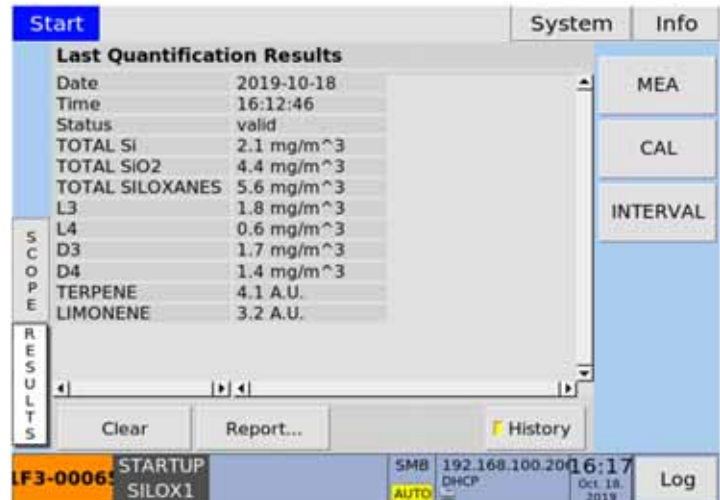 Start System Info
Last Quantification Results
Date 2019-10-18
Time 16:12:46
Status valid
TOTAL Si 2.1 mg/m^3
TOTAL SiO2 4.4 mg/m^3
TOTAL SILOXANES 5.6 mg/m^3
L3 1.8 mg/m^3
L4 0.6 mg/m^3
D3 1.7 mg/m^3
D4 1.4 mg/m^3
TERPENE 4.1 A.U.
LIMONENE 3.2 A.U.
MEA
CAL
INTERVAL
SCOPE
RESULTS
Clear Report... History
STARTUP
SILOX1
SMB
AUTO
DHCP
16:17
Oct. 18.
2019
Log